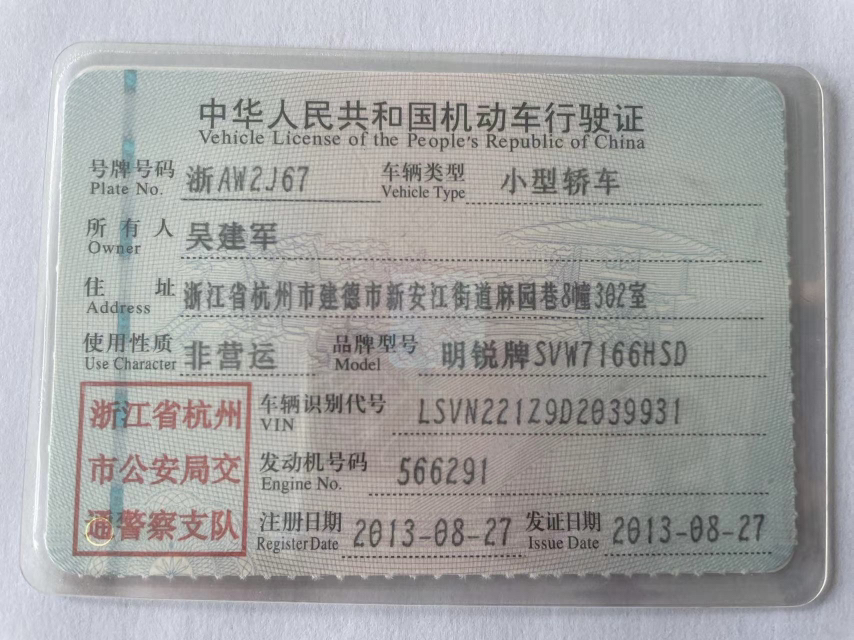 中华人民共和国机动车行驶证
Vehicle License of the People's Republic of China
号牌号码 浙AW2J67 车辆类型 小型轿车
Plate No. Vehicle Type
所有人 吴建军
Owner
住址 浙江省杭州市建德市新安江街道麻园巷8幢302室
Address
使用性质 非营运 品牌型号 明锐牌SVW7166HSD
Use Character Model
浙江省杭州 车辆识别代号 LSVN221Z9D2039931
VIN
市公安局交 发动机号码 566291
Engine No.
通警察支队 注册日期 2013-08-27 发证日期 2013-08-27
Register Date Issue Date